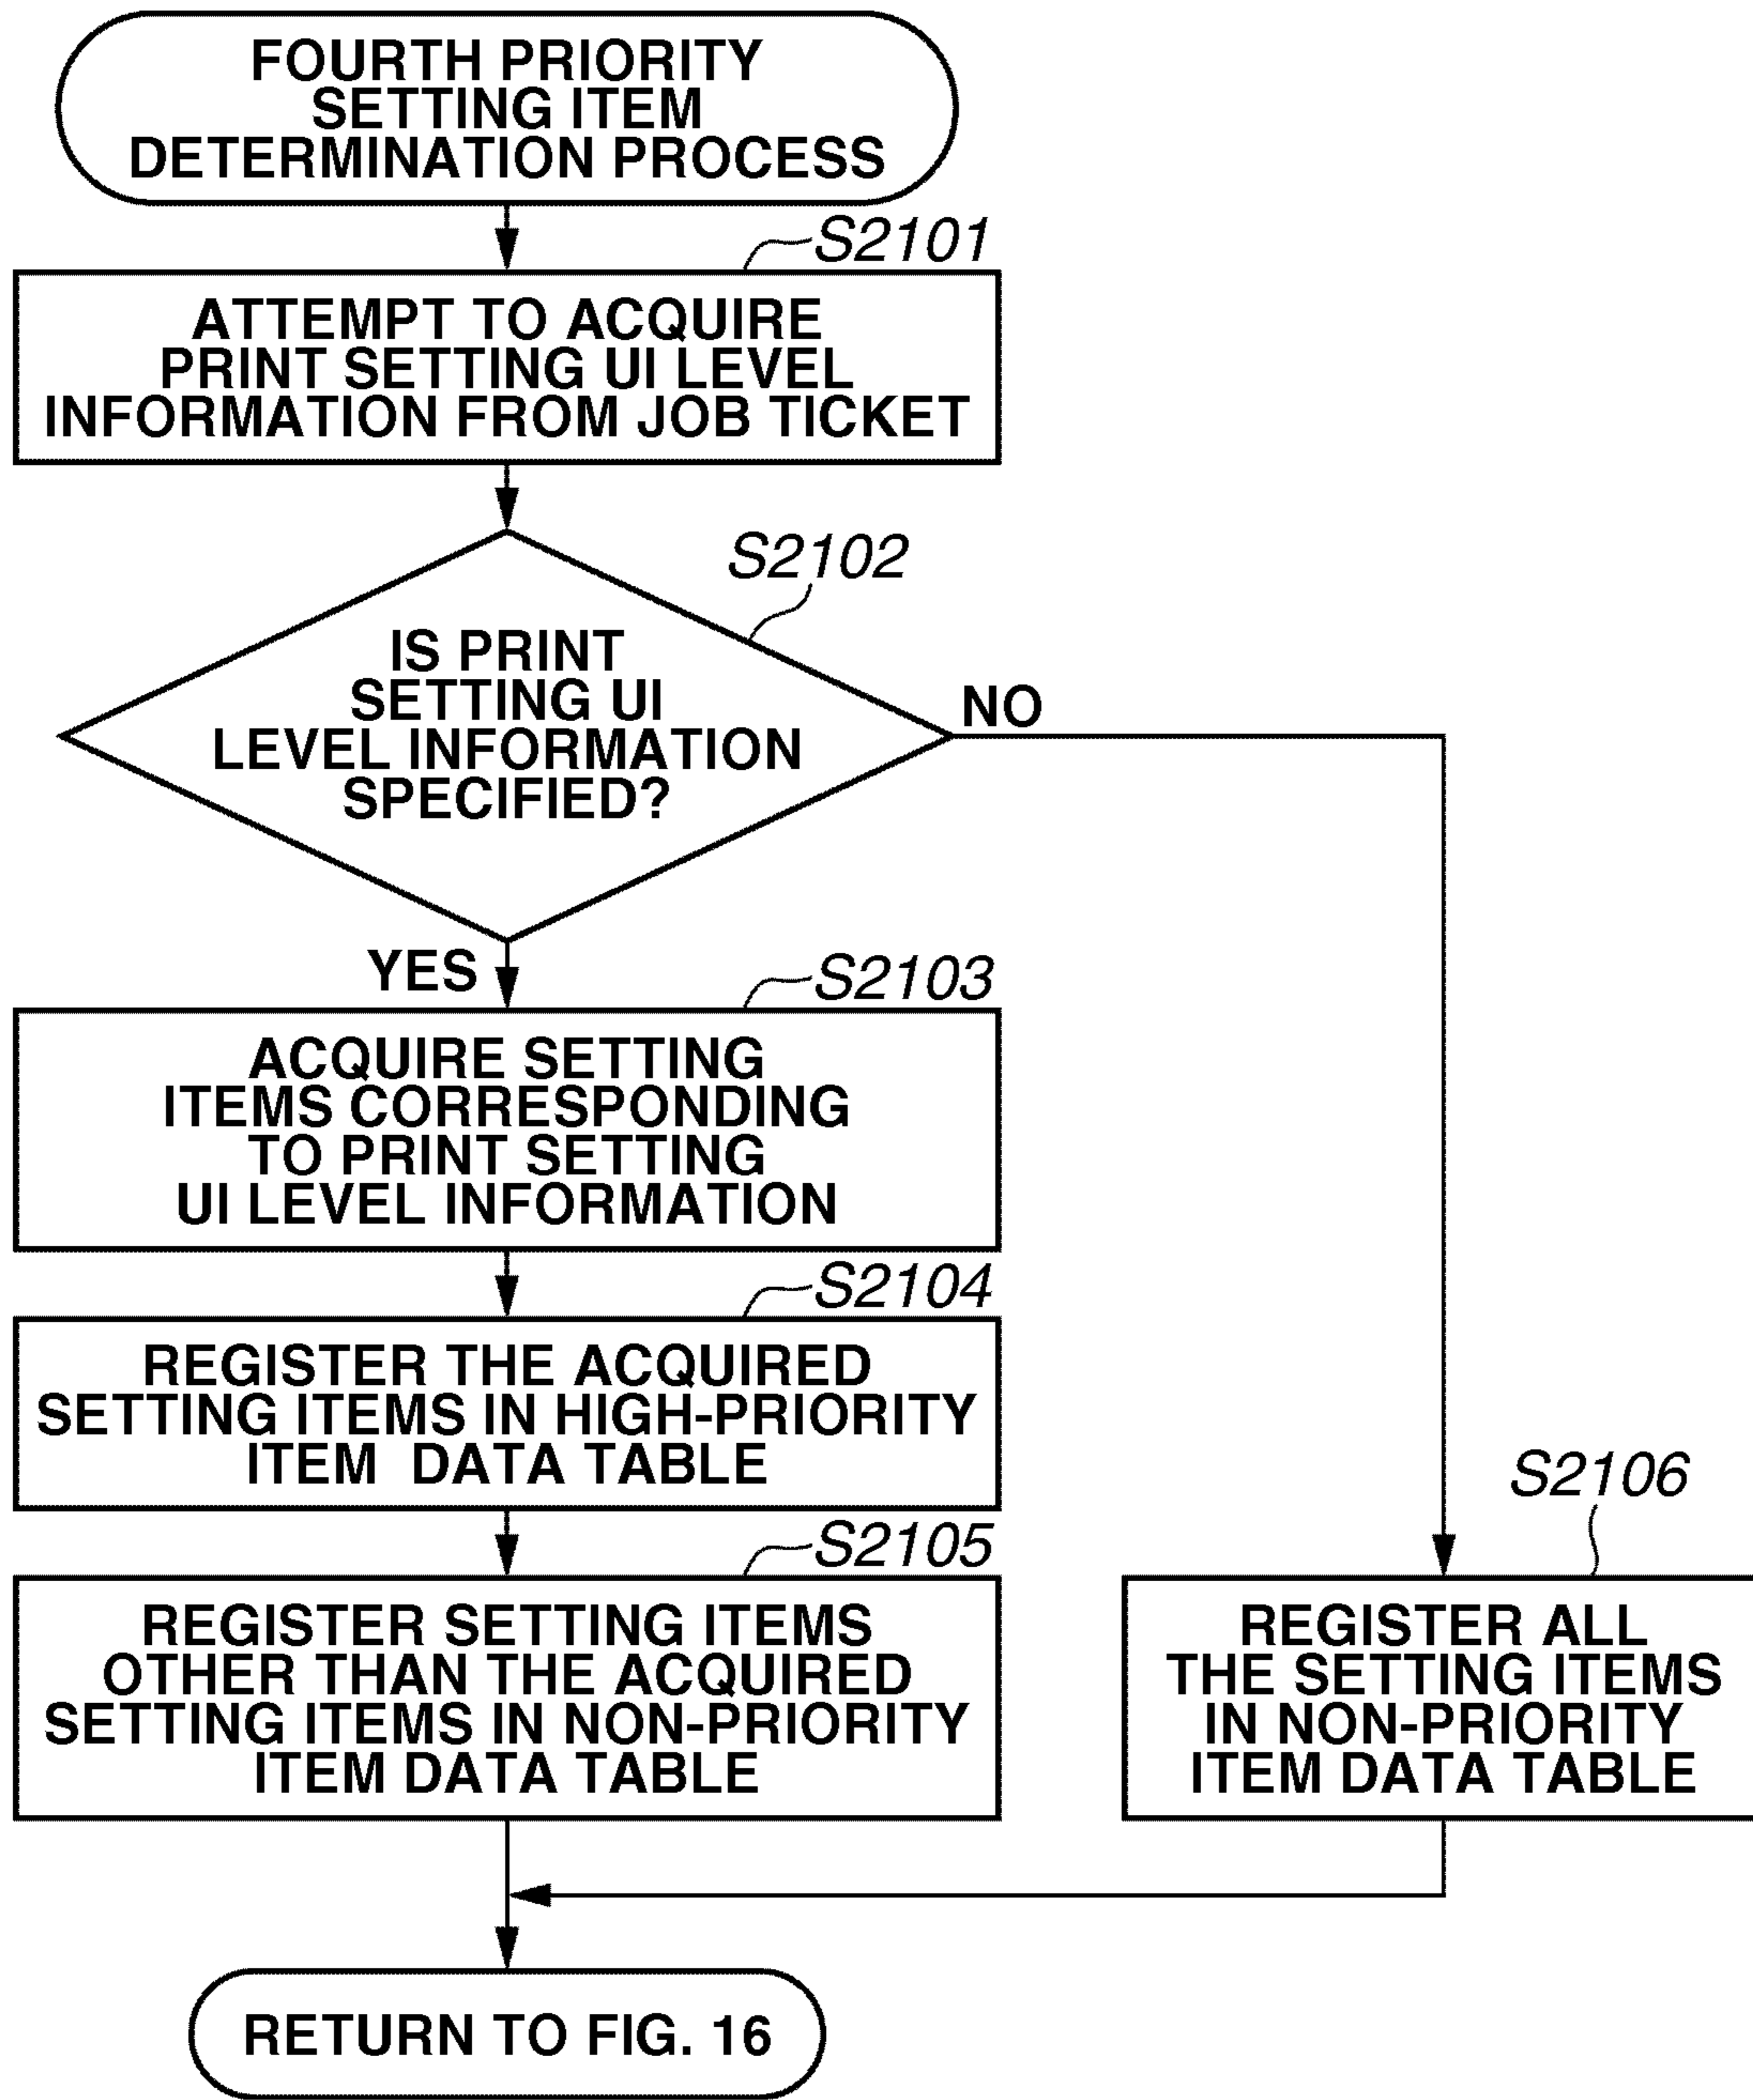 FOURTH PRIORITY
SETTING ITEM
DETERMINATION PROCESS
S2101
ATTEMPT TO ACQUIRE
PRINT SETTING UI LEVEL
INFORMATION FROM JOB TICKET
S2102
IS PRINT
SETTING UI
LEVEL INFORMATION
SPECIFIED?
NO
YES
S2103
ACQUIRE SETTING
ITEMS CORRESPONDING
TO PRINT SETTING
UI LEVEL INFORMATION
S2104
REGISTER THE ACQUIRED
SETTING ITEMS IN HIGH-PRIORITY
ITEM DATA TABLE
S2105
REGISTER SETTING ITEMS
OTHER THAN THE ACQUIRED
SETTING ITEMS IN NON-PRIORITY
ITEM DATA TABLE
S2106
REGISTER ALL
THE SETTING ITEMS
IN NON-PRIORITY
ITEM DATA TABLE
RETURN TO FIG. 16